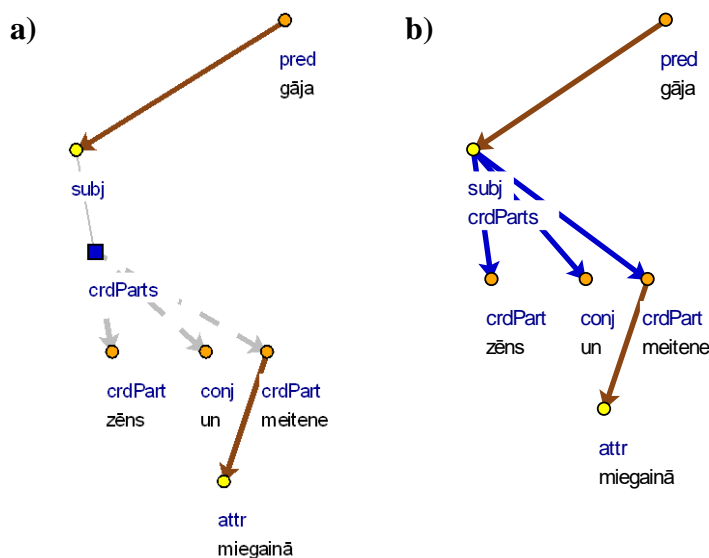 a)
pred
gāja
subj
crdParts
crdPart conj crdPart
zēns un meitene
attr
miegainā
b)
pred
gāja
subj
crdParts
crdPart conj crdPart
zēns un meitene
attr
miegainā